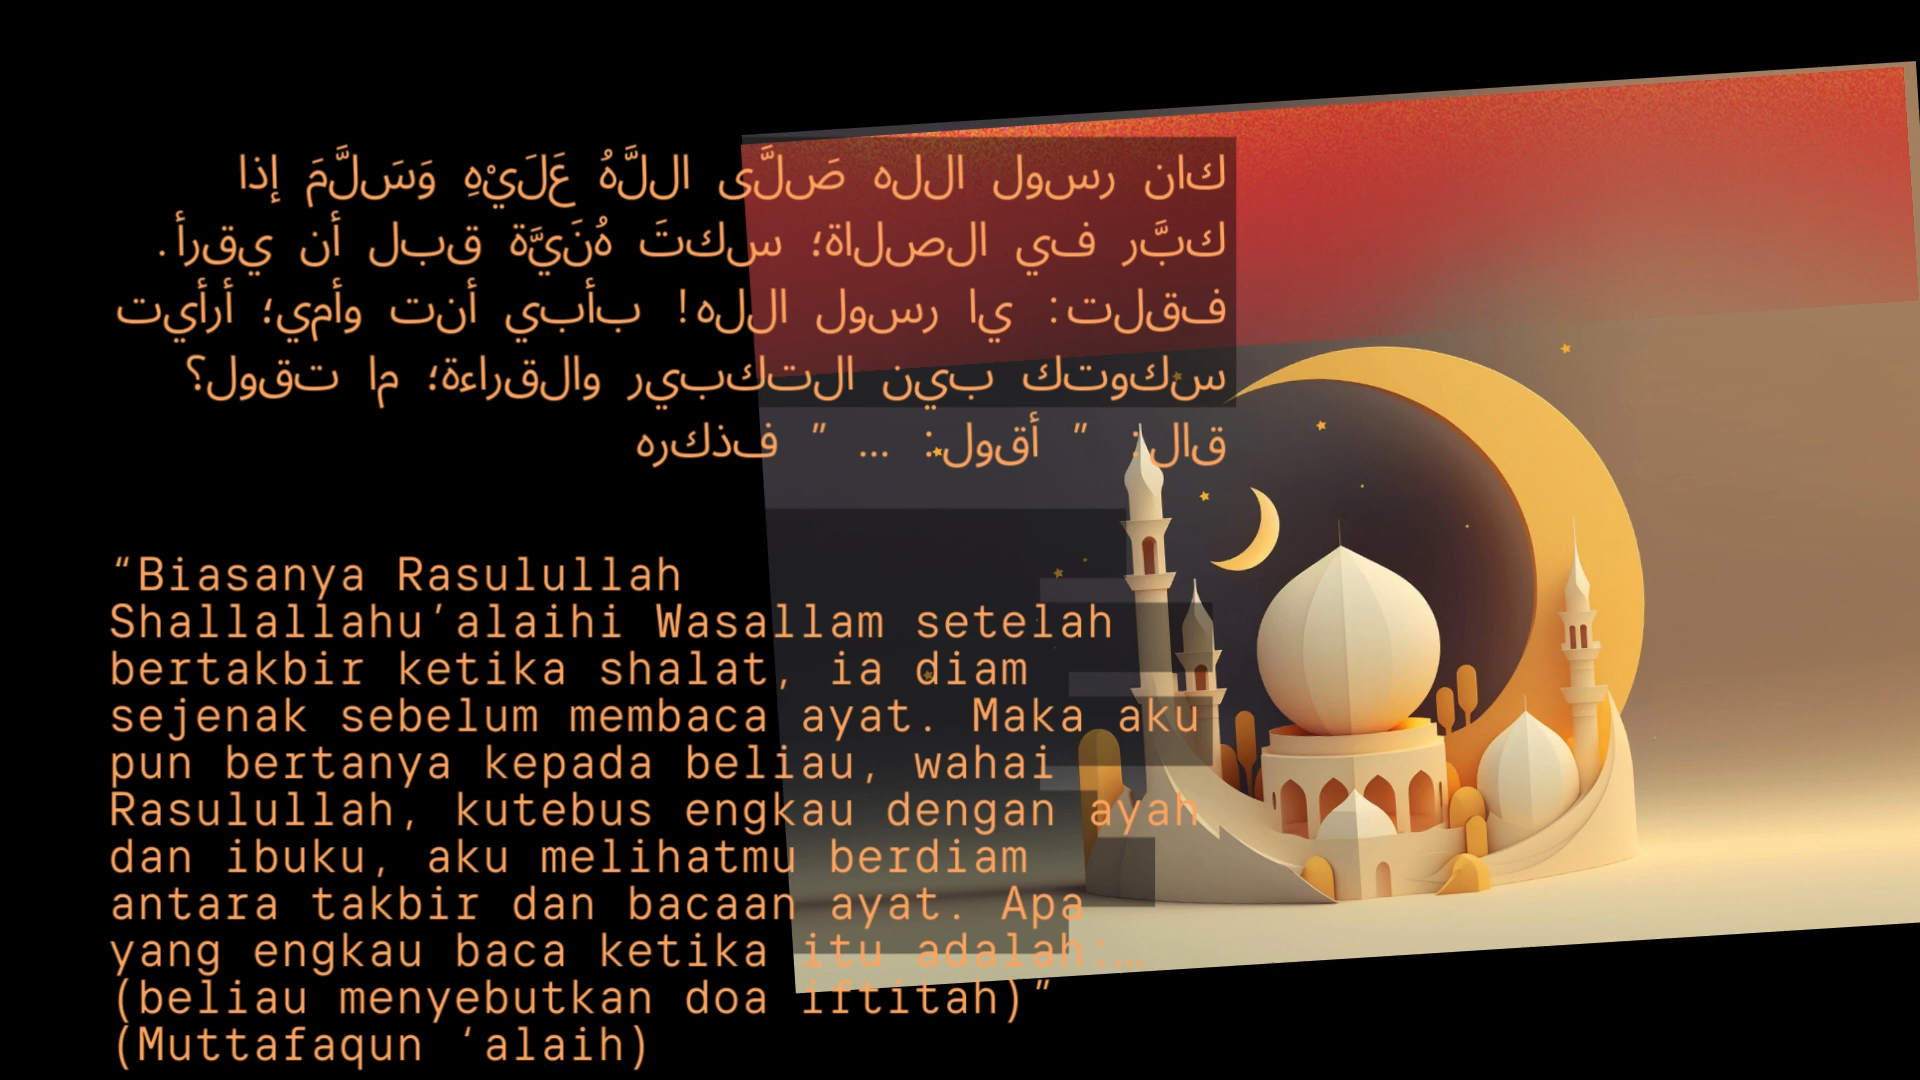 كان رسول الله صَلَّى اللَّهُ عَلَيْهِ وَسَلَّمَ إذا
كبَّر في الصلاة؛ سكتَ هُنَيَّة قبل أن يقرأ.
فقلت: يا رسول الله! بأبي أنت وأمي؛ أرأيت
سكوتك بين التكبير والقراءة؛ ما تقول؟
قال: ” أقول: ... ” فذكره
“Biasanya Rasulullah
Shallallahu’alaihi Wasallam setelah
bertakbir ketika shalat, ia diam
sejenak sebelum membaca ayat. Maka aku
pun bertanya kepada beliau, wahai
Rasulullah, kutebus engkau dengan ayah
dan ibuku, aku melihatmu berdiam
antara takbir dan bacaan ayat. Apa
yang engkau baca ketika itu adalah:…
(beliau menyebutkan doa iftitah)”
(Muttafaqun ‘alaih)